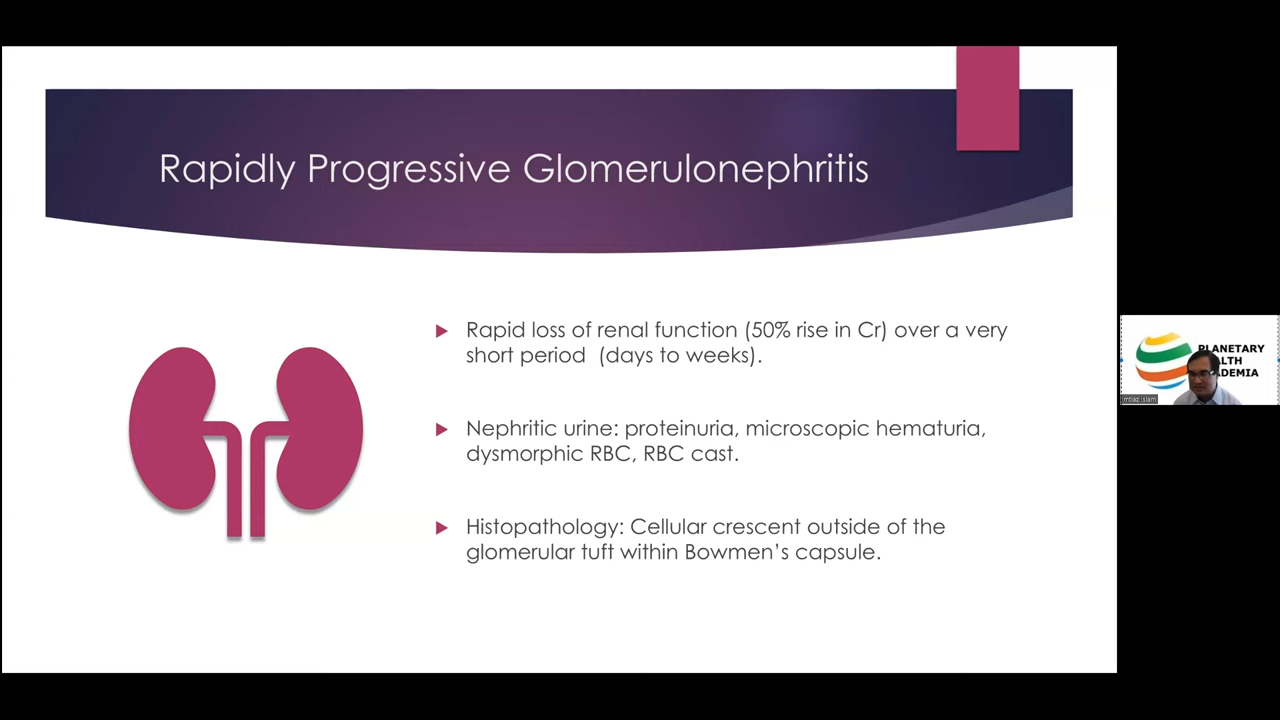 Rapidly Progressive Glomerulonephritis
Rapid loss of renal function (50% rise in Cr) over a very
short period (days to weeks).
Nephritic urine: proteinuria, microscopic hematuria,
dysmorphic RBC, RBC cast.
Histopathology: Cellular crescent outside of the
glomerular tuft within Bowmen’s capsule.
PLANETARY
Imtiaz Islam